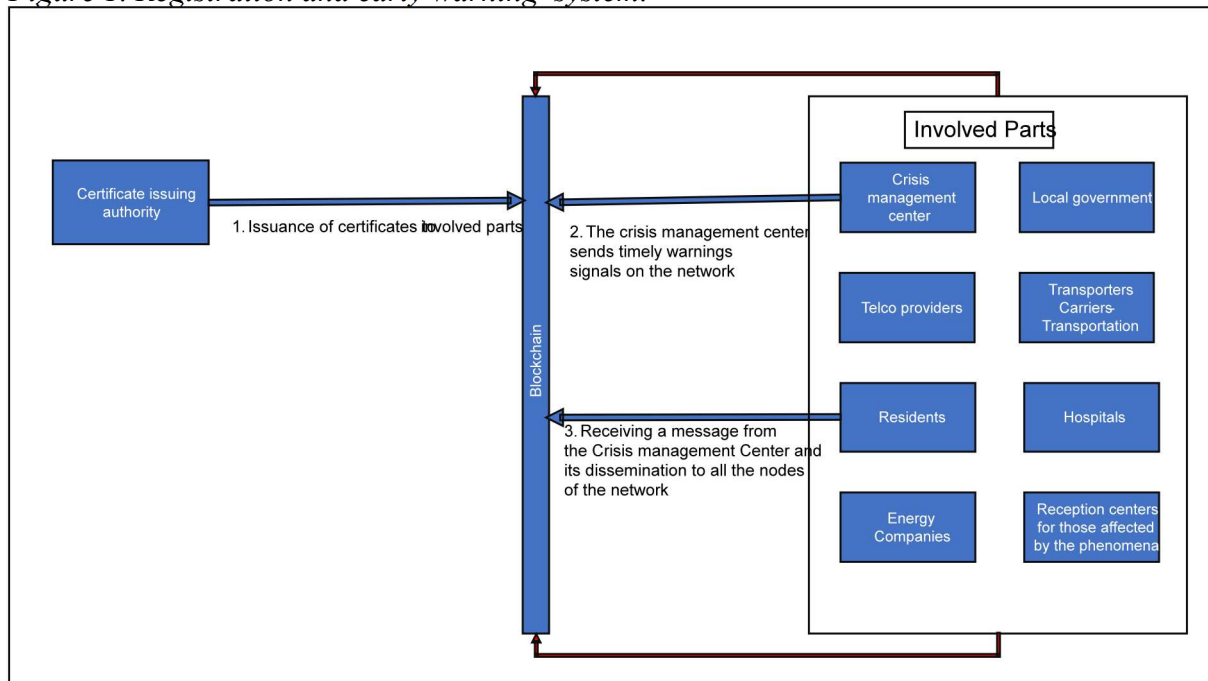 Figure 1. Registration and early warning system.
Involved Parts
Certificate issuing
authority
1. Issuance of certificates to involved parts
Blockchain
2. The crisis management center
sends timely warnings
signals on the network
3. Receiving a message from
the Crisis management Center and
its dissemination to all the nodes
of the network
Crisis
management
center
Local government
Telco providers
Transporters
Carriers-
Transportation
Residents
Hospitals
Energy
Companies
Reception centers
for those affected
by the phenomena